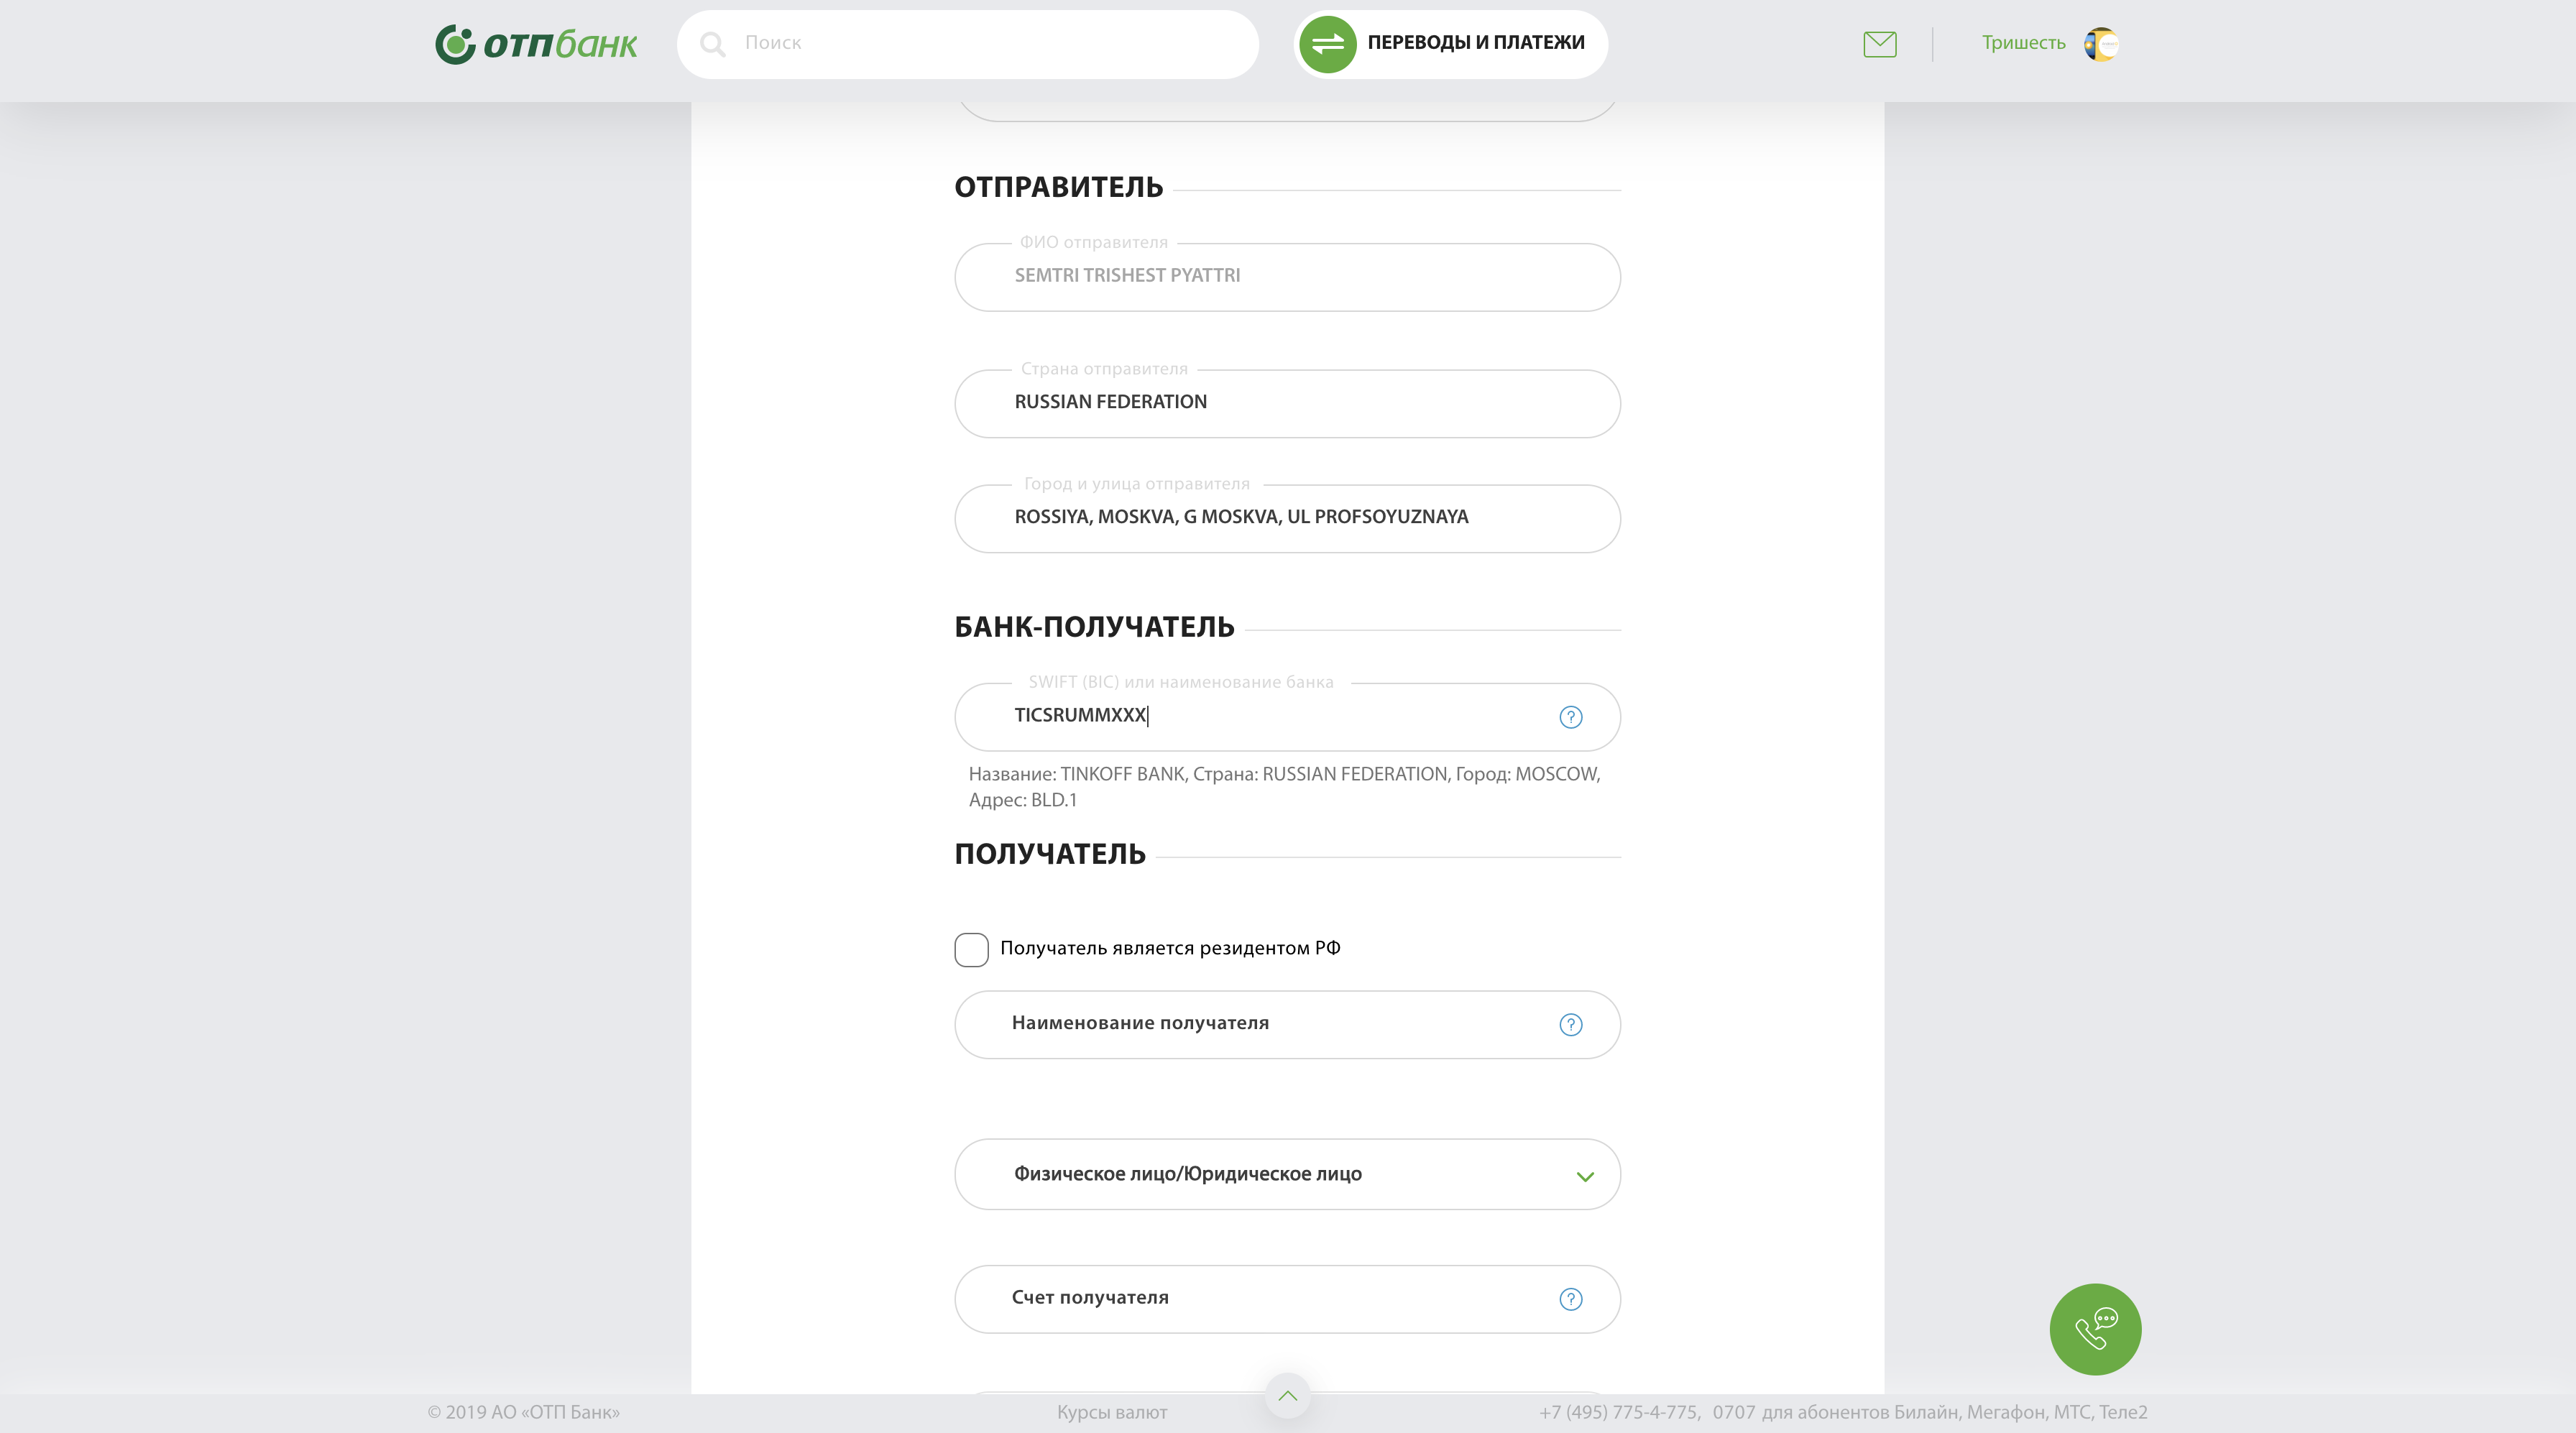 отпбанк
Поиск
ПЕРЕВОДЫ И ПЛАТЕЖИ
Тришесть
ОТПРАВИТЕЛЬ
ФИО отправителя
SEMTRI TRISHEST PYATTRI
Страна отправителя
RUSSIAN FEDERATION
Город и улица отправителя
ROSSIYA, MOSKVA, G MOSKVA, UL PROFSOYUZNAYA
БАНК-ПОЛУЧАТЕЛЬ
SWIFT (BIC) или наименование банка
TICSRUMMXXX
Название: TINKOFF BANK, Страна: RUSSIAN FEDERATION, Город: MOSCOW,
Адрес: BLD.1
ПОЛУЧАТЕЛЬ
Получатель является резидентом РФ
Наименование получателя
Физическое лицо/Юридическое лицо
Счет получателя
© 2019 АО «ОТП Банк»
Курсы валют
+7 (495) 775-4-775, 0707 для абонентов Билайн, Мегафон, МТС, Теле2